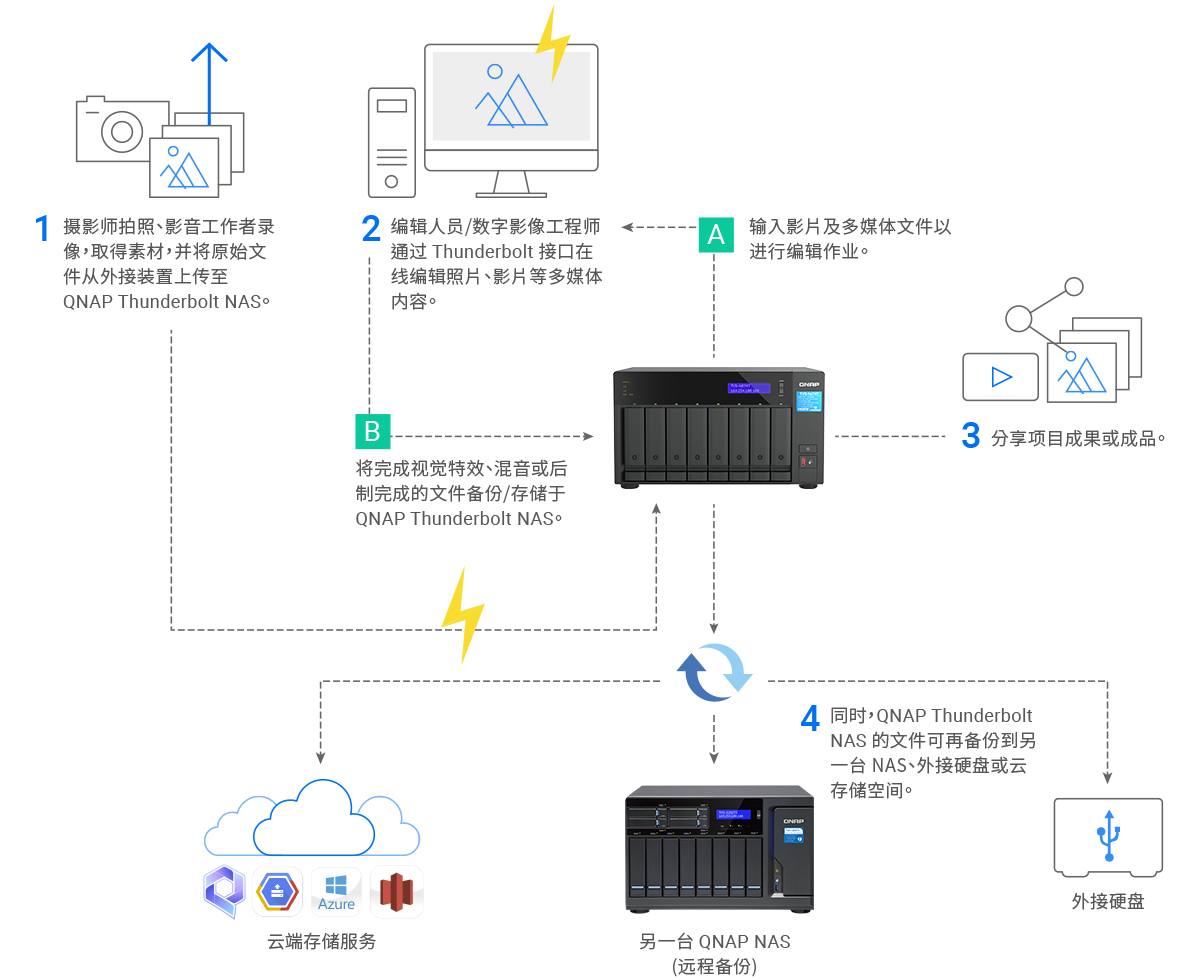 1
摄影师拍照、影音工作者录
像,取得素材,并将原始文
件从外接装置上传至
QNAP Thunderbolt NAS。
2
编辑人员/数字影像工程师
通过 Thunderbolt 接口在
线编辑照片、影片等多媒体
内容。
A
输入影片及多媒体文件以
进行编辑作业。
B
将完成视觉特效、混音或后
制完成的文件备份/存储于
QNAP Thunderbolt NAS。
QNAP
3
分享项目成果或成品。
4
同时,QNAP Thunderbolt
NAS 的文件可再备份到另
一台 NAS、外接硬盘或云
存储空间。
Azure
云端存储服务
QNAP
另一台 QNAP NAS
(远程备份)
外接硬盘